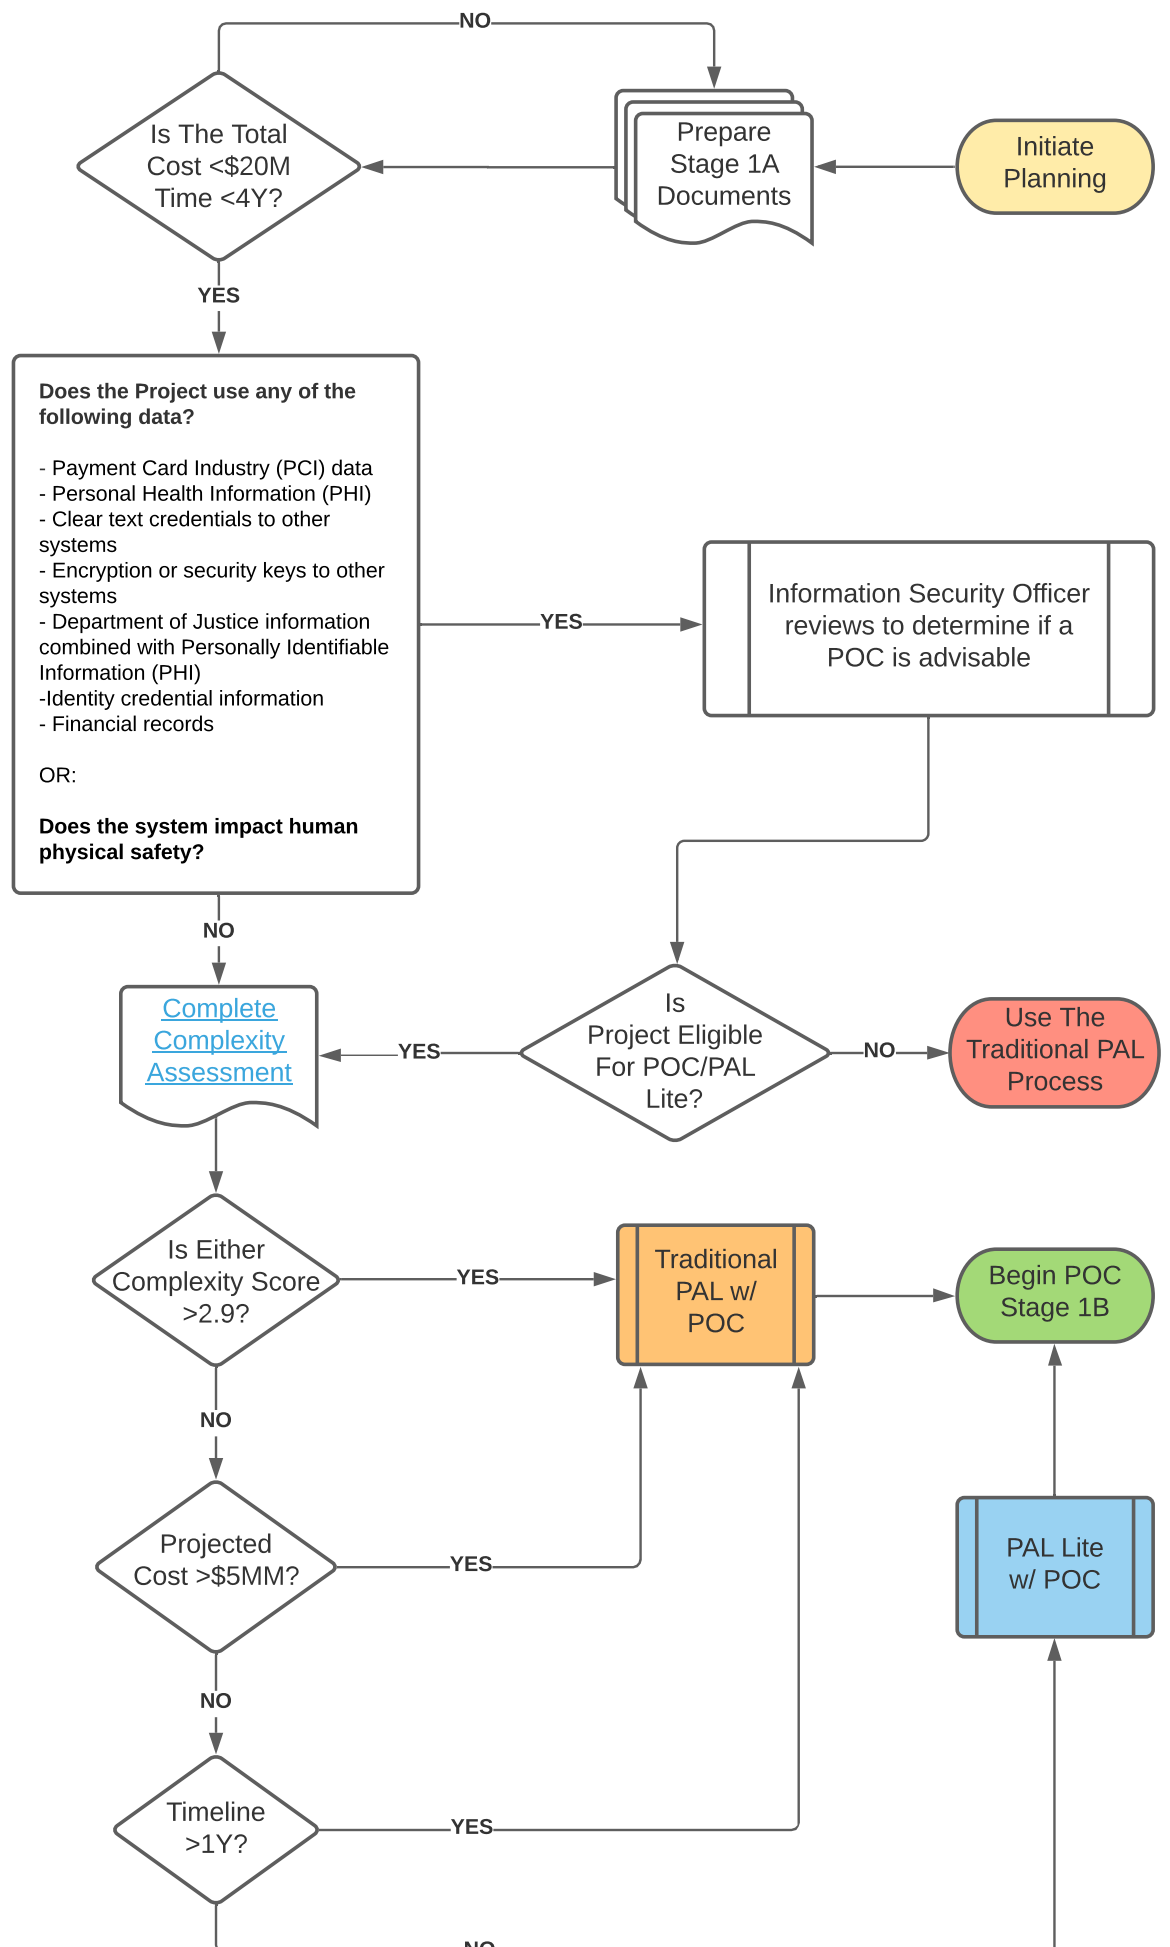 NO
Is The Total
Cost <$20M
Time <4Y?
Prepare
Stage 1A
Documents
Initiate
Planning
YES
Does the Project use any of the
following data?
- Payment Card Industry (PCI) data
- Personal Health Information (PHI)
- Clear text credentials to other
systems
- Encryption or security keys to other
systems
- Department of Justice information
combined with Personally Identifiable
Information (PHI)
-Identity credential information
- Financial records
OR:
Does the system impact human
physical safety?
YES
Information Security Officer
reviews to determine if a
POC is advisable
NO
Complete
Complexity
Assessment
YES
Is
Project Eligible
For POC/PAL
Lite?
NO
Use The
Traditional PAL
Process
Is Either
Complexity Score
>2.9?
YES
Traditional
PAL w/
POC
Begin POC
Stage 1B
NO
Projected
Cost >$5MM?
YES
PAL Lite
w/ POC
NO
Timeline
>1Y?
YES
NO